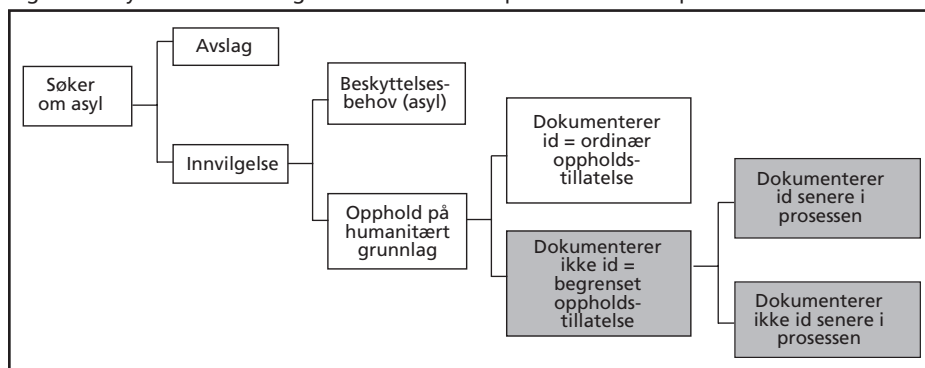 Avslag
Søker
om asyl
Innvilgelse
Beskyttelses-
behov (asyl)
Opphold på
humanitært
grunnlag
Dokumenterer
id = ordinær
oppholds-
tillatelse
Dokumenterer
ikke id =
begrenset
oppholds-
tillatelse
Dokumenterer
id senere i
prosessen
Dokumenterer
ikke id senere i
prosessen